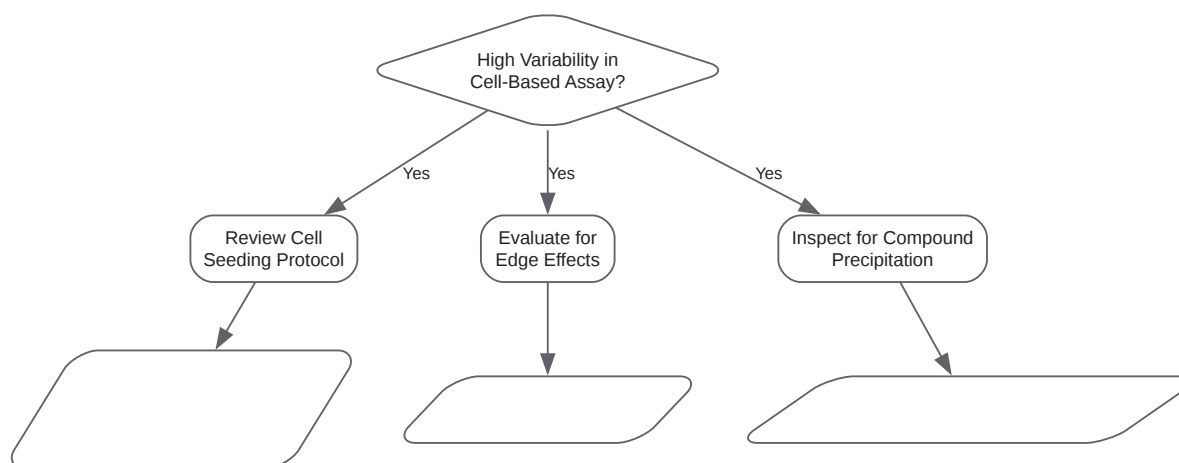 High Variability in
Cell-Based Assay?
Yes
Yes
Yes
Review Cell
Seeding Protocol
Evaluate for
Edge Effects
Inspect for Compound
Precipitation